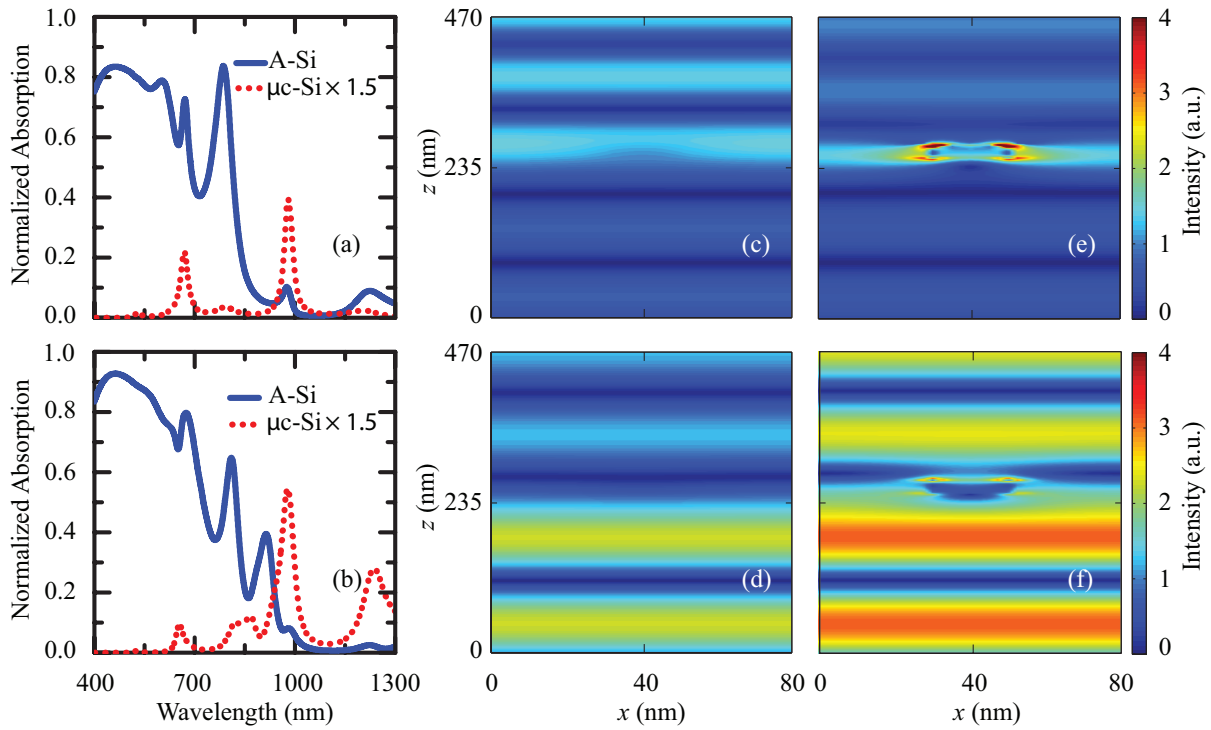 1.0
0.8
0.6
0.4
0.2
0.0
Normalized Absorption
A-Si
μc-Si × 1.5
(a)
470
235
0
z (nm)
(c)
(e)
4
3
2
1
0
Intensity (a.u.)
1.0
0.8
0.6
0.4
0.2
0.0
Normalized Absorption
A-Si
μc-Si × 1.5
(b)
400 700 1000 1300
Wavelength (nm)
470
235
0
z (nm)
(d)
0 40 80
x (nm)
(f)
0 40 80
x (nm)
4
3
2
1
0
Intensity (a.u.)